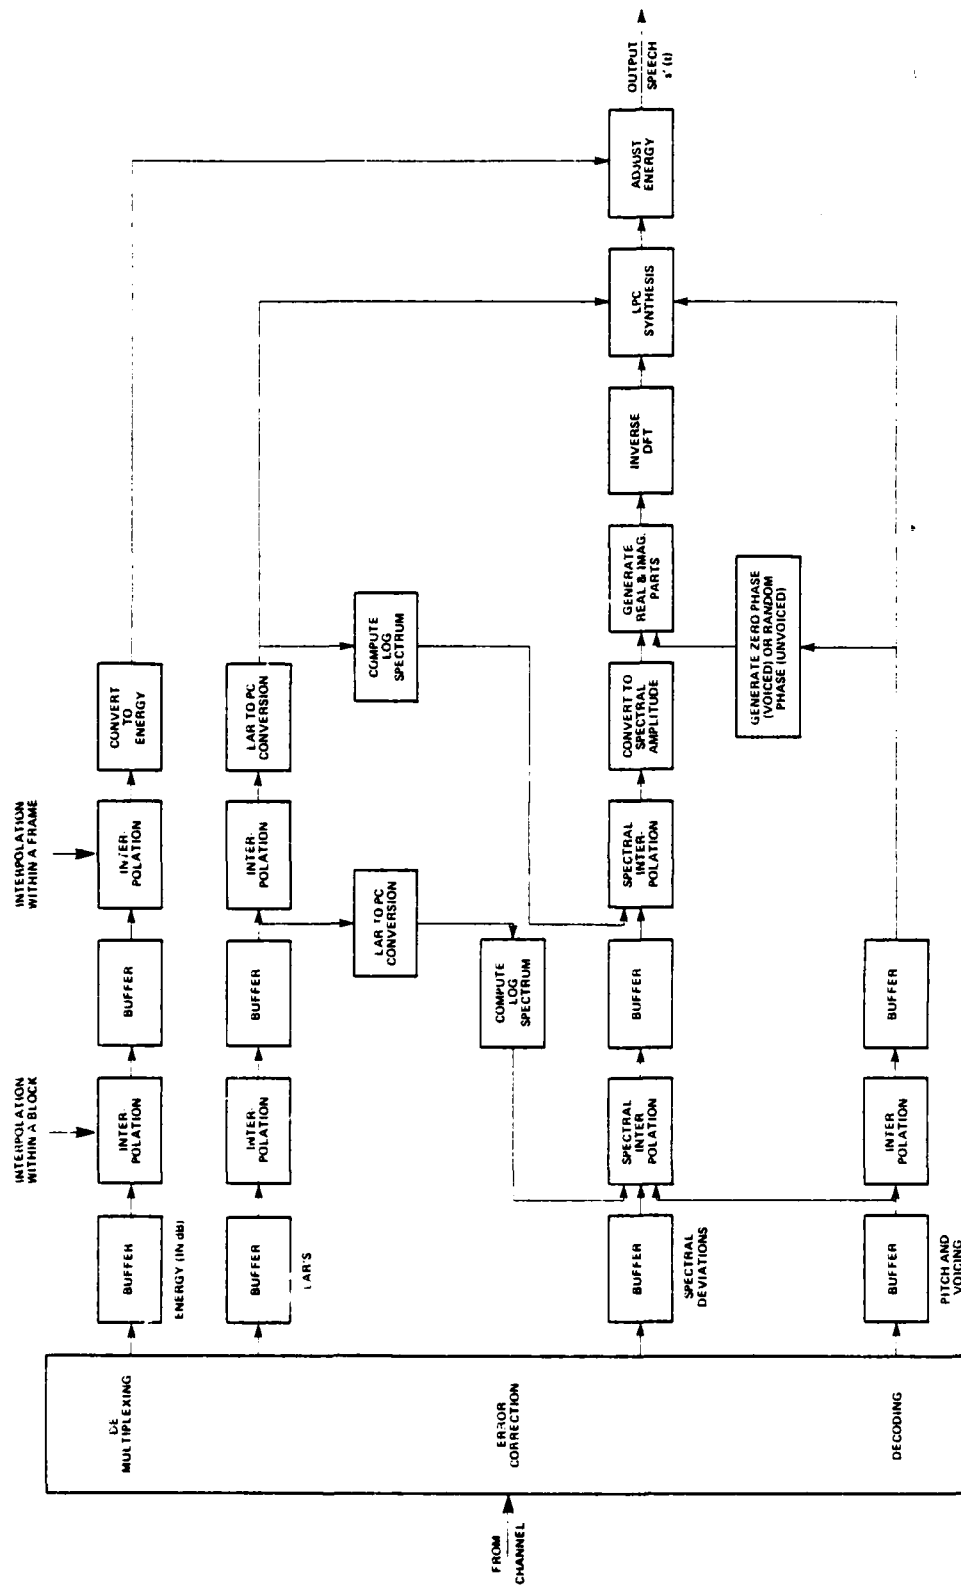 FROM
CHANNEL
DE
MULTIPLEXING
ERROR
CORRECTION
DECODING
INTERPOLATION
WITHIN A BLOCK
INTERPOLATION
WITHIN A FRAME
BUFFER
ENERGY (IN dB)
INTER-
POLATION
BUFFER
INTER-
POLATION
CONVERT
TO
ENERGY
BUFFER
LAR'S
INTER-
POLATION
BUFFER
INTER-
POLATION
LAR TO PC
CONVERSION
LAR TO PC
CONVERSION
COMPUTE
LOG
SPECTRUM
COMPUTE
LOG
SPECTRUM
BUFFER
SPECTRAL
DEVIATIONS
SPECTRAL
INTER
POLATION
BUFFER
SPECTRAL
INTER-
POLATION
CONVERT TO
SPECTRAL
AMPLITUDE
GENERATE
REAL & IMAG.
PARTS
INVERSE
DFT
LPC
SYNTHESIS
ADJUST
ENERGY
OUTPUT
SPEECH
s'(t)
GENERATE ZERO PHASE
(VOICED) OR RANDOM
PHASE (UNVOICED)
BUFFER
PITCH AND
VOICING
INTER
POLATION
BUFFER